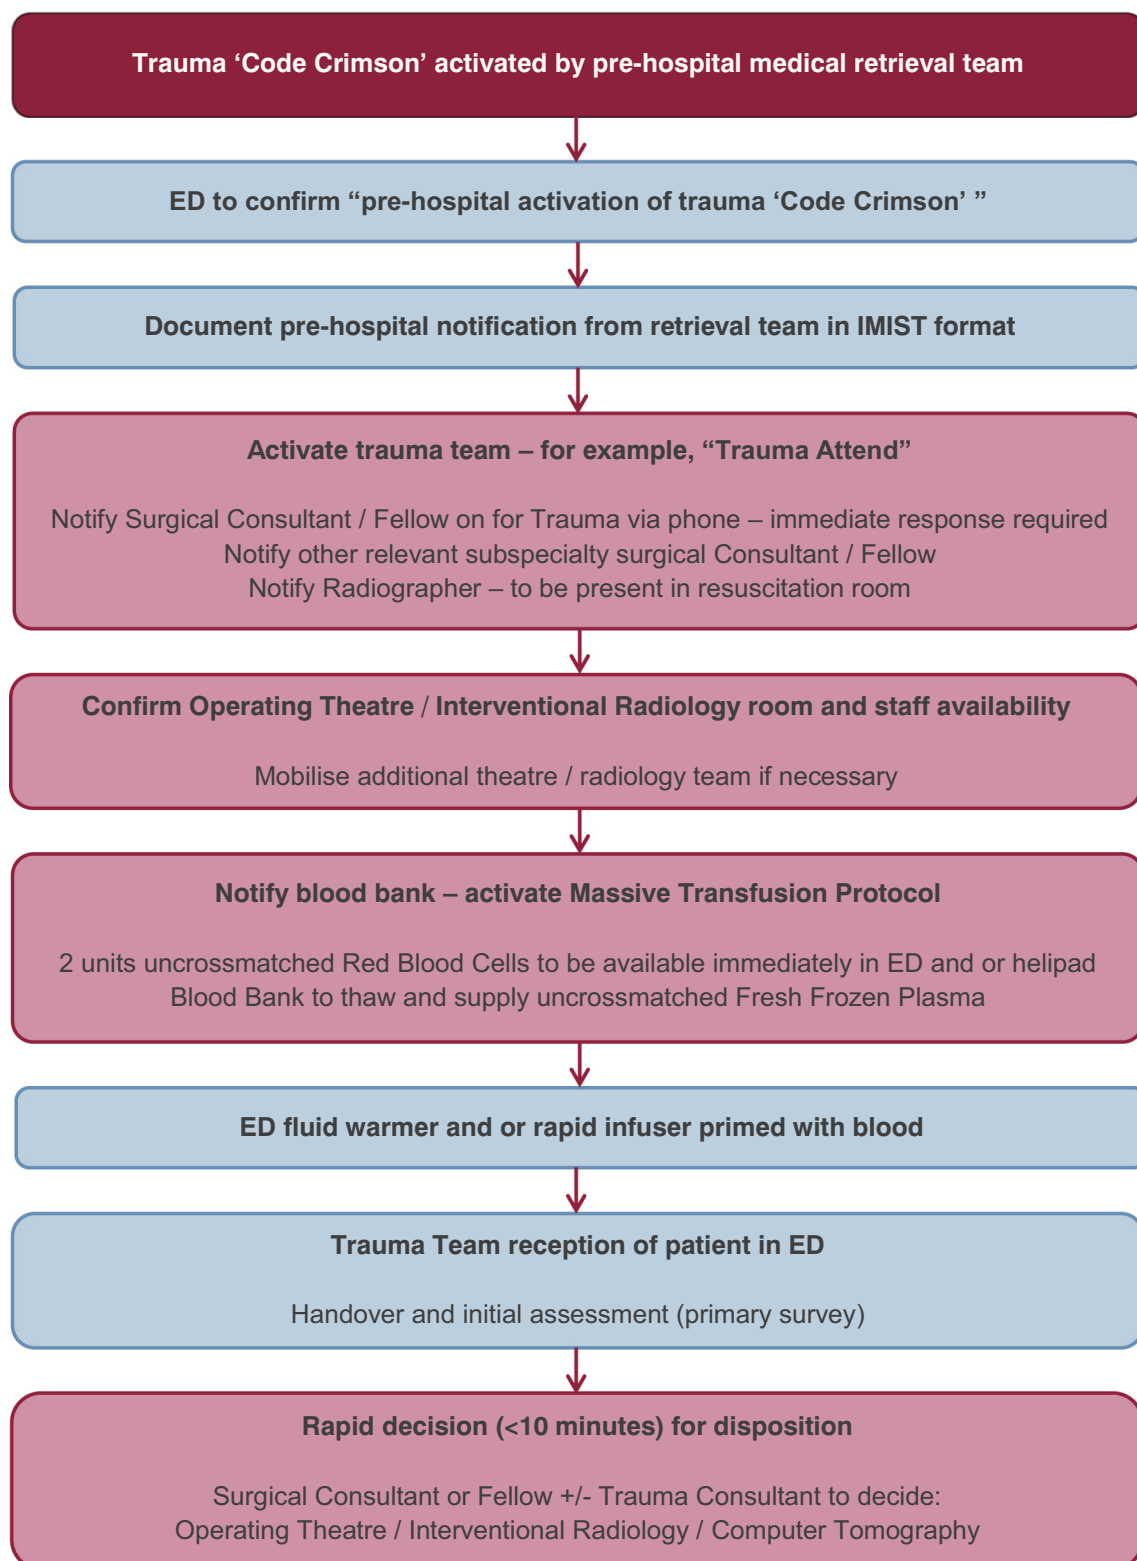 Trauma ‘Code Crimson’ activated by pre-hospital medical retrieval team
ED to confirm “pre-hospital activation of trauma ‘Code Crimson’ ”
Document pre-hospital notification from retrieval team in IMIST format
Activate trauma team – for example, “Trauma Attend”
Notify Surgical Consultant / Fellow on for Trauma via phone – immediate response required
Notify other relevant subspecialty surgical Consultant / Fellow
Notify Radiographer – to be present in resuscitation room
Confirm Operating Theatre / Interventional Radiology room and staff availability
Mobilise additional theatre / radiology team if necessary
Notify blood bank – activate Massive Transfusion Protocol
2 units uncrossmatched Red Blood Cells to be available immediately in ED and or helipad
Blood Bank to thaw and supply uncrossmatched Fresh Frozen Plasma
ED fluid warmer and or rapid infuser primed with blood
Trauma Team reception of patient in ED
Handover and initial assessment (primary survey)
Rapid decision (<10 minutes) for disposition
Surgical Consultant or Fellow +/- Trauma Consultant to decide:
Operating Theatre / Interventional Radiology / Computer Tomography